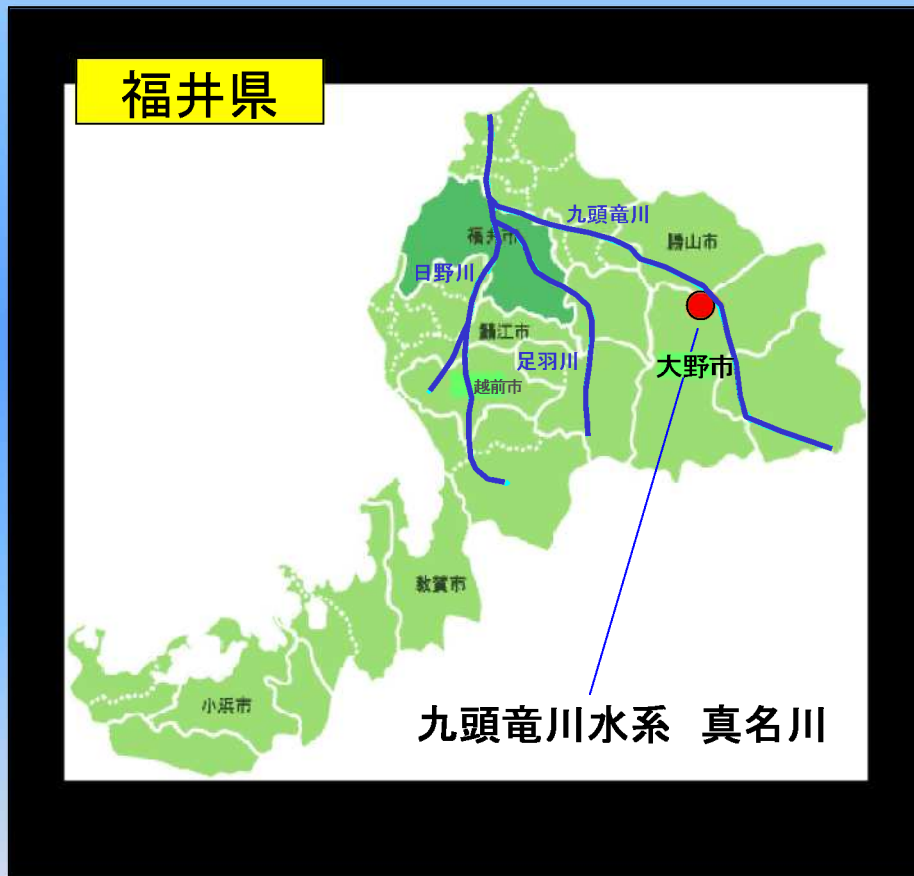 福井県
九頭竜川
福井市
勝山市
日野川
鯖江市
足羽川
大野市
越前市
敦賀市
小浜市
九頭竜川水系 真名川